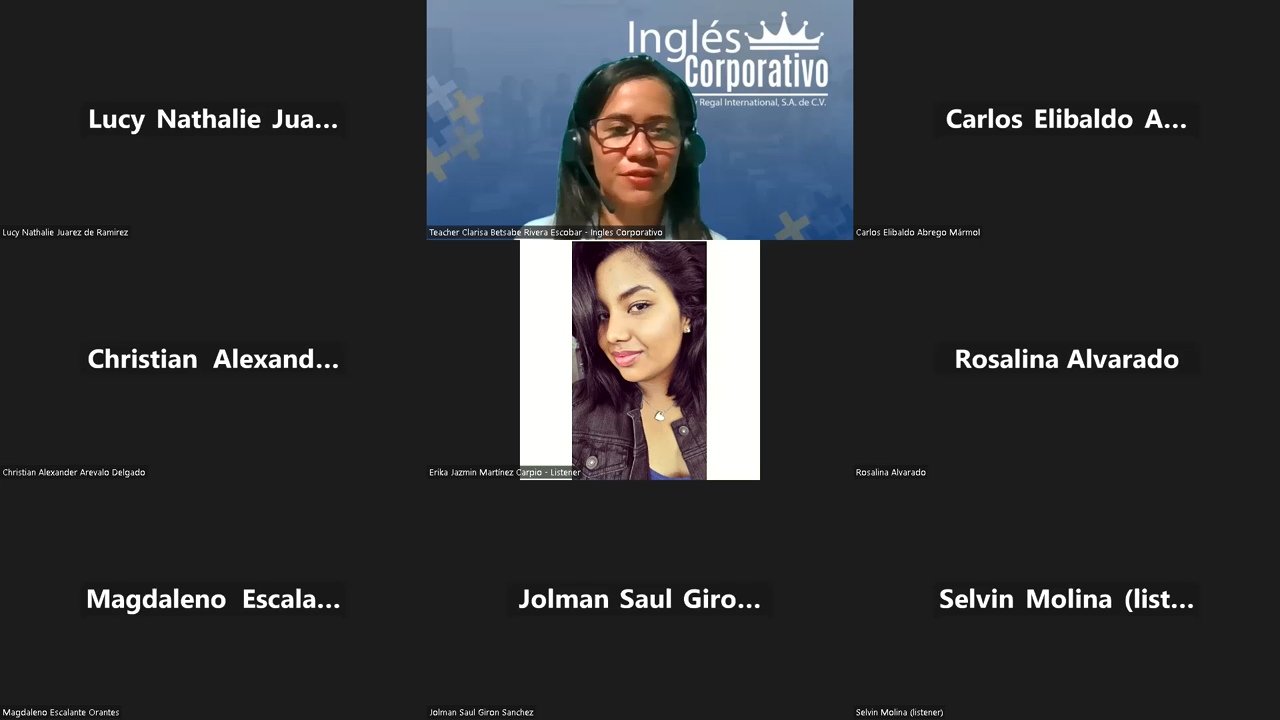 Lucy Nathalie Jua...
Lucy Nathalie Juarez de Ramirez
Inglés
Corporativo
r Regal International, S.A. de C.V.
Teacher Clarisa Betsabe Rivera Escobar - Ingles Corporativo
Carlos Elibaldo A...
Carlos Elibaldo Abrego Mármol
Christian Alexand...
Christian Alexander Arevalo Delgado
Erika Jazmin Martínez Carpio - Listener
Rosalina Alvarado
Rosalina Alvarado
Magdaleno Escala...
Magdaleno Escalante Orantes
Jolman Saul Giro...
Jolman Saul Giron Sanchez
Selvin Molina (list...
Selvin Molina (listener)